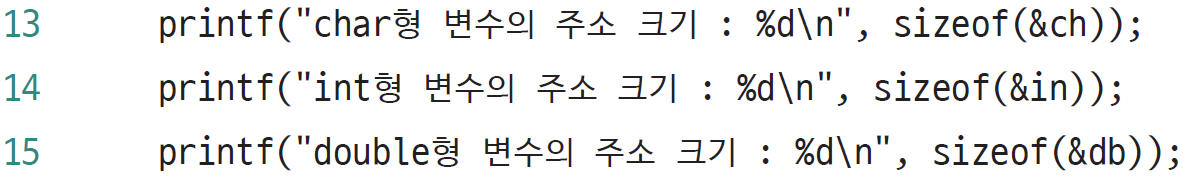 13 printf("char형 변수의 주소 크기 : %d\n", sizeof(&ch));
14 printf("int형 변수의 주소 크기 : %d\n", sizeof(&in));
15 printf("double형 변수의 주소 크기 : %d\n", sizeof(&db));